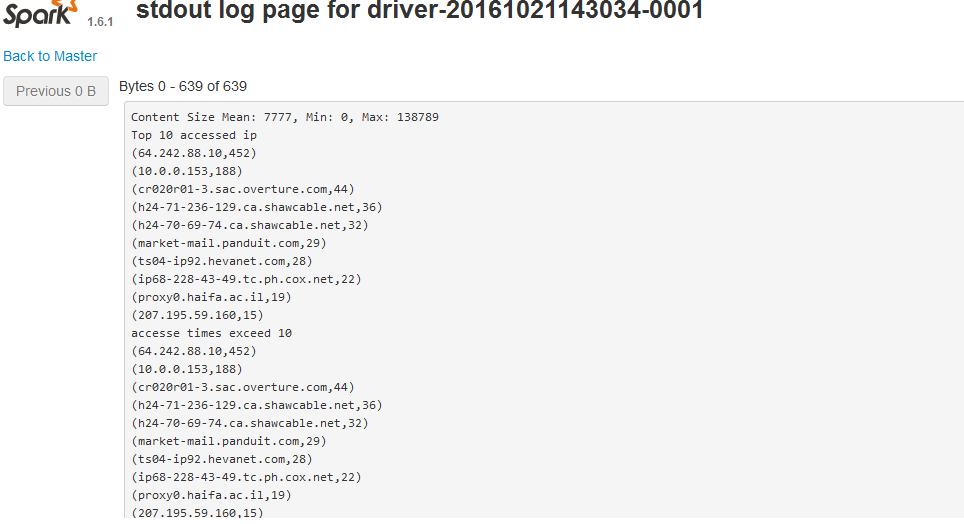 Spark 1.6.1 stdout log page for driver-20161021143034-0001
Back to Master
Previous 0 B Bytes 0 - 639 of 639
Content Size Mean: 7777, Min: 0, Max: 138789
Top 10 accessed ip
(64.242.88.10,452)
(10.0.0.153,188)
(cr020r01-3.sac.overture.com,44)
(h24-71-236-129.ca.shawcable.net,36)
(h24-70-69-74.ca.shawcable.net,32)
(market-mail.panduit.com,29)
(ts04-ip92.hevanet.com,28)
(ip68-228-43-49.tc.ph.cox.net,22)
(proxy0.haifa.ac.il,19)
(207.195.59.160,15)
accesse times exceed 10
(64.242.88.10,452)
(10.0.0.153,188)
(cr020r01-3.sac.overture.com,44)
(h24-71-236-129.ca.shawcable.net,36)
(h24-70-69-74.ca.shawcable.net,32)
(market-mail.panduit.com,29)
(ts04-ip92.hevanet.com,28)
(ip68-228-43-49.tc.ph.cox.net,22)
(proxy0.haifa.ac.il,19)
(207.195.59.160,15)